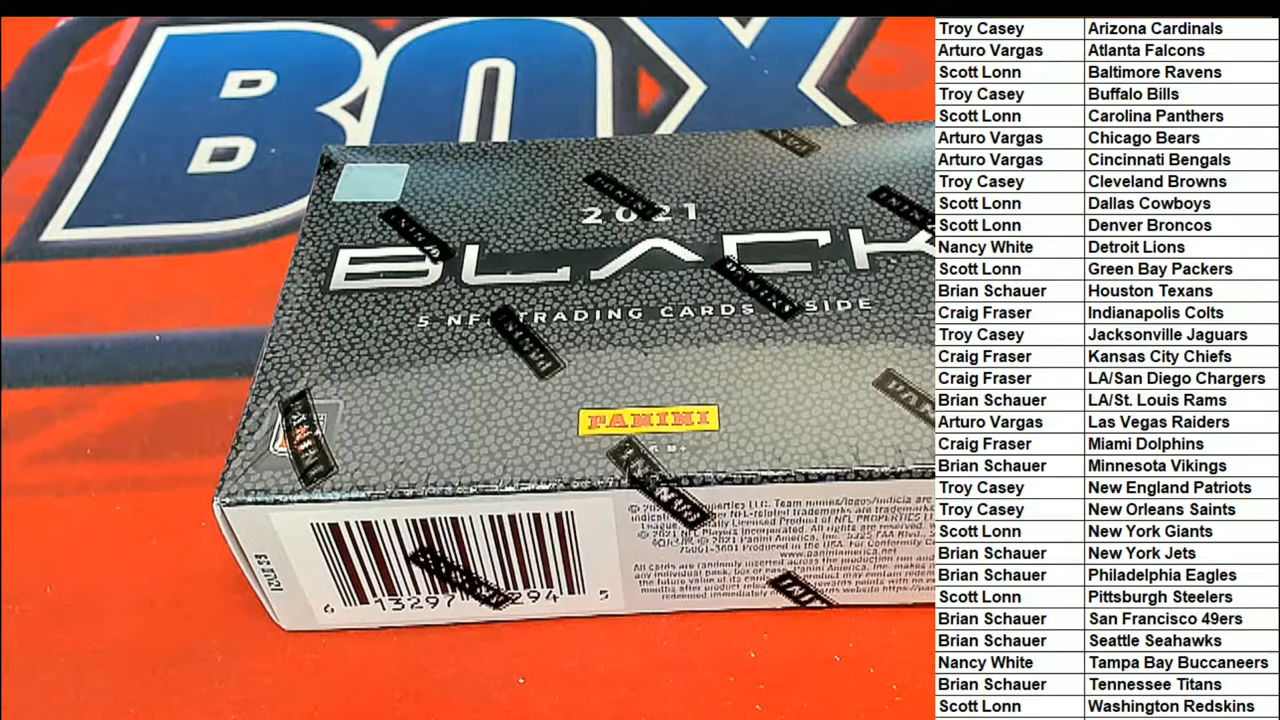 BOX
2021
BLACK
5 NFL TRADING CARDS INSIDE
PANINI
6 13297 294 5
www.paniniamerica.net
Troy Casey Arizona Cardinals
Arturo Vargas Atlanta Falcons
Scott Lonn Baltimore Ravens
Troy Casey Buffalo Bills
Scott Lonn Carolina Panthers
Arturo Vargas Chicago Bears
Arturo Vargas Cincinnati Bengals
Troy Casey Cleveland Browns
Scott Lonn Dallas Cowboys
Scott Lonn Denver Broncos
Nancy White Detroit Lions
Scott Lonn Green Bay Packers
Brian Schauer Houston Texans
Craig Fraser Indianapolis Colts
Troy Casey Jacksonville Jaguars
Craig Fraser Kansas City Chiefs
Craig Fraser LA/San Diego Chargers
Brian Schauer LA/St. Louis Rams
Arturo Vargas Las Vegas Raiders
Craig Fraser Miami Dolphins
Brian Schauer Minnesota Vikings
Troy Casey New England Patriots
Troy Casey New Orleans Saints
Scott Lonn New York Giants
Brian Schauer New York Jets
Brian Schauer Philadelphia Eagles
Scott Lonn Pittsburgh Steelers
Brian Schauer San Francisco 49ers
Brian Schauer Seattle Seahawks
Nancy White Tampa Bay Buccaneers
Brian Schauer Tennessee Titans
Scott Lonn Washington Redskins